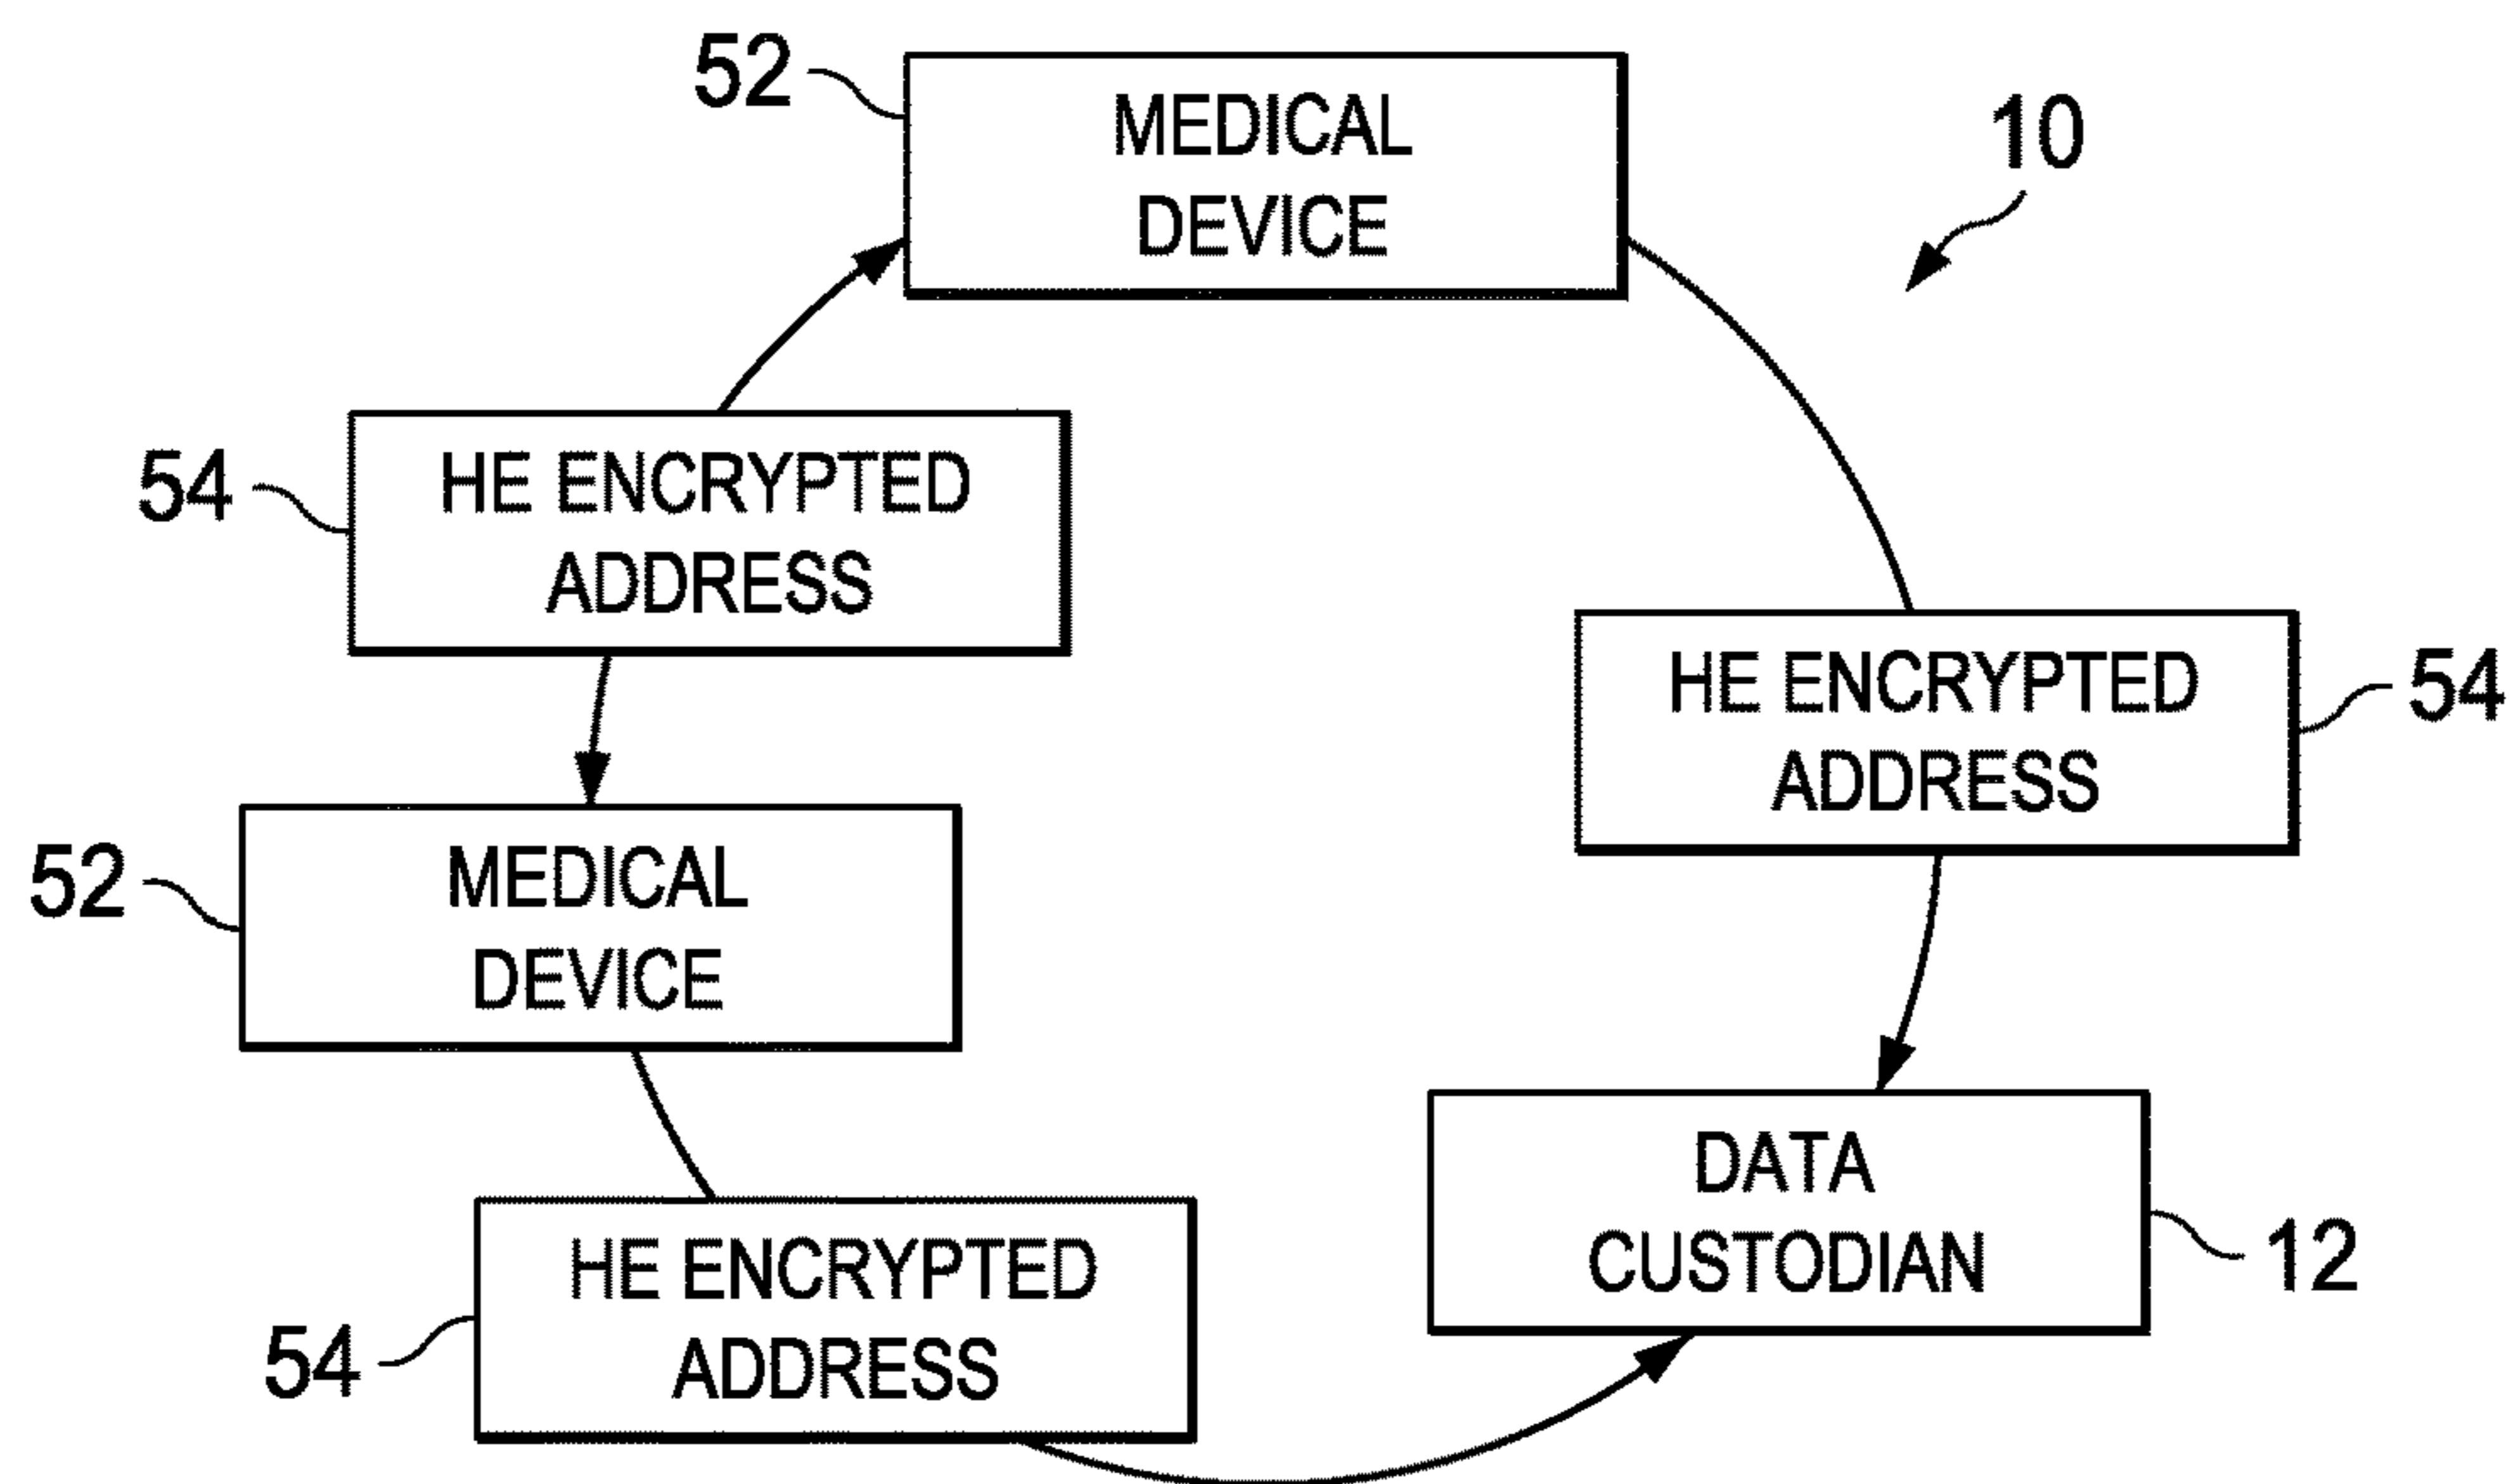 52
MEDICAL
DEVICE
10
54
HE ENCRYPTED
ADDRESS
HE ENCRYPTED
ADDRESS
54
52
MEDICAL
DEVICE
DATA
CUSTODIAN
12
54
HE ENCRYPTED
ADDRESS